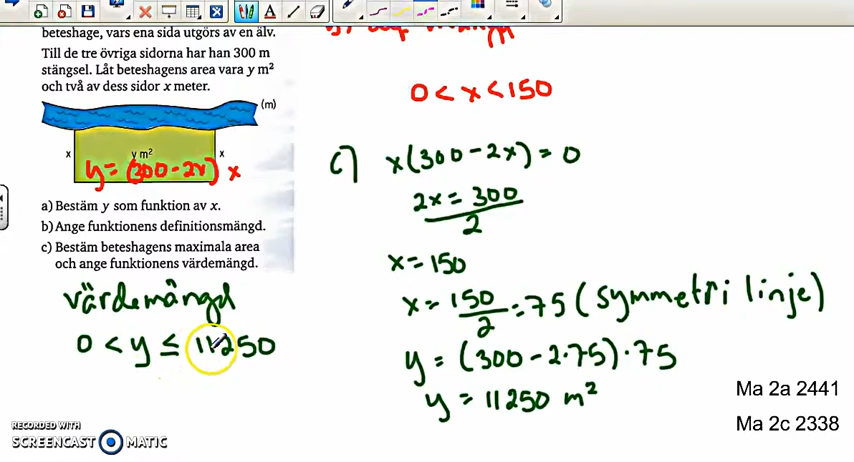 beteshage, vars ena sida utgörs av en älv.
Till de tre övriga sidorna har han 300 m
stängsel. Låt beteshagens area vara y m²
och två av dess sidor x meter.
(m)
x
y m²
x
y = (300 - 2x) x
a) Bestäm y som funktion av x.
b) Ange funktionens definitionsmängd.
c) Bestäm beteshagens maximala area
och ange funktionens värdemängd.
värdemängd
0 < y ≤ 11250
0 < x < 150
c) x(300 - 2x) = 0
2x = 300
2
x = 150
x = 150/2 = 75 (symmetri linje)
y = (300 - 2·75)·75
y = 11250 m²
Ma 2a 2441
Ma 2c 2338
RECORDED WITH
SCREENCAST MATIC